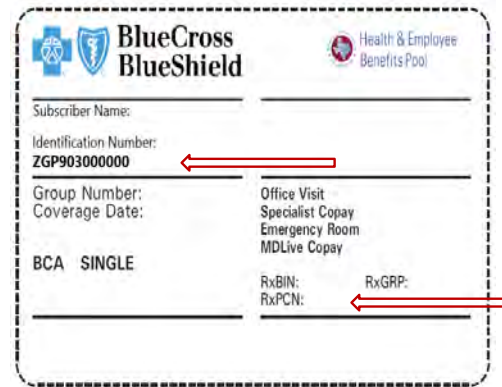 BlueCross
BlueShield
Health & Employee
Benefits Pool
Subscriber Name:
Identification Number:
ZGP903000000
Group Number:
Coverage Date:
BCA SINGLE
Office Visit
Specialist Copay
Emergency Room
MDLive Copay
RxBIN: RxGRP:
RxPCN: